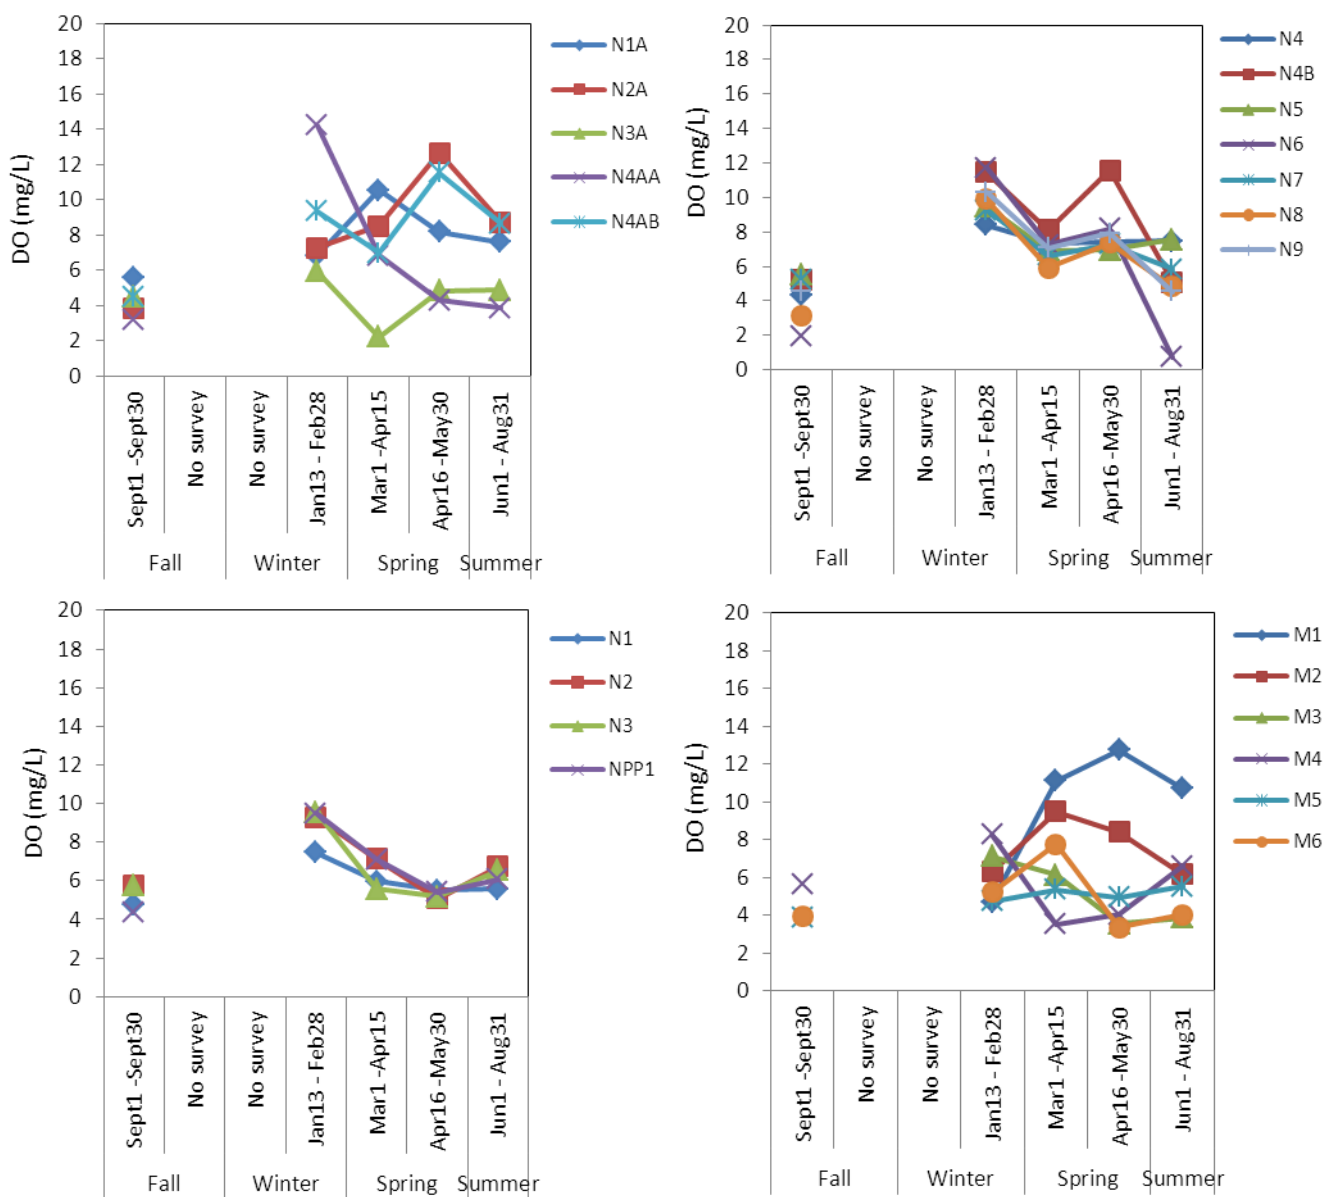 20
18
16
14
12
10
8
6
4
2
0
DO (mg/L)
N1A
N2A
N3A
N4AA
N4AB
Sept1 -Sept30
No survey
No survey
Jan13 - Feb28
Mar1 -Apr15
Apr16 -May30
Jun1 - Aug31
Fall
Winter
Spring
Summer
20
18
16
14
12
10
8
6
4
2
0
DO (mg/L)
N4
N4B
N5
N6
N7
N8
N9
Sept1 -Sept30
No survey
No survey
Jan13 - Feb28
Mar1 -Apr15
Apr16 -May30
Jun1 - Aug31
Fall
Winter
Spring
Summer
20
18
16
14
12
10
8
6
4
2
0
DO (mg/L)
N1
N2
N3
NPP1
Sept1 -Sept30
No survey
No survey
Jan13 - Feb28
Mar1 -Apr15
Apr16 -May30
Jun1 - Aug31
Fall
Winter
Spring
Summer
20
18
16
14
12
10
8
6
4
2
0
DO (mg/L)
M1
M2
M3
M4
M5
M6
Sept1 -Sept30
No survey
No survey
Jan13 - Feb28
Mar1 -Apr15
Apr16 -May30
Jun1 - Aug31
Fall
Winter
Spring
Summer